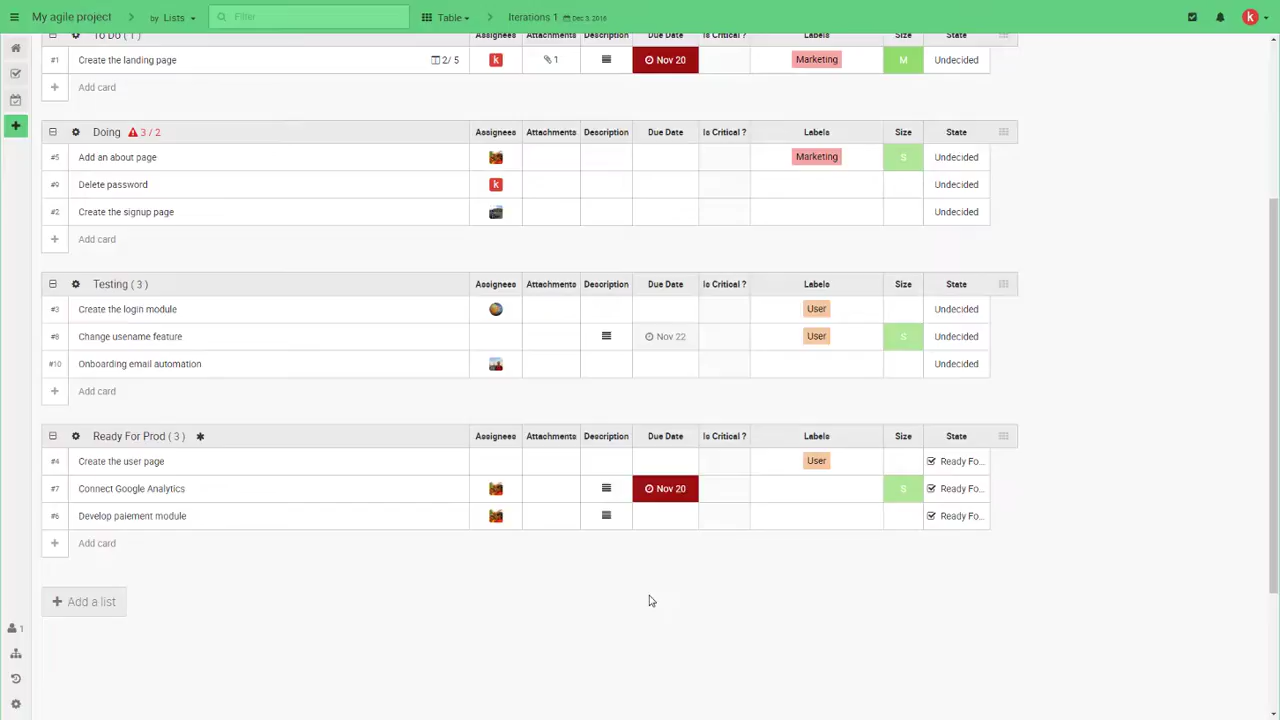 My agile project by Lists Filter Table Iterations 1 Dec 3, 2016 k
To Do ( 1 ) Assignees Attachments Description Due Date Is Critical ? Labels Size State
#1 Create the landing page 2/ 5 k 1 Nov 20 Marketing M Undecided
Add card
Doing 3 / 2 Assignees Attachments Description Due Date Is Critical ? Labels Size State
#5 Add an about page Marketing S Undecided
#9 Delete password k Undecided
#2 Create the signup page Undecided
Add card
Testing ( 3 ) Assignees Attachments Description Due Date Is Critical ? Labels Size State
#3 Create the login module User Undecided
#8 Change usename feature Nov 22 User S Undecided
#10 Onboarding email automation Undecided
Add card
Ready For Prod ( 3 ) Assignees Attachments Description Due Date Is Critical ? Labels Size State
#4 Create the user page User Ready Fo...
#7 Connect Google Analytics Nov 20 S Ready Fo...
#6 Develop paiement module Ready Fo...
Add card
Add a list
1